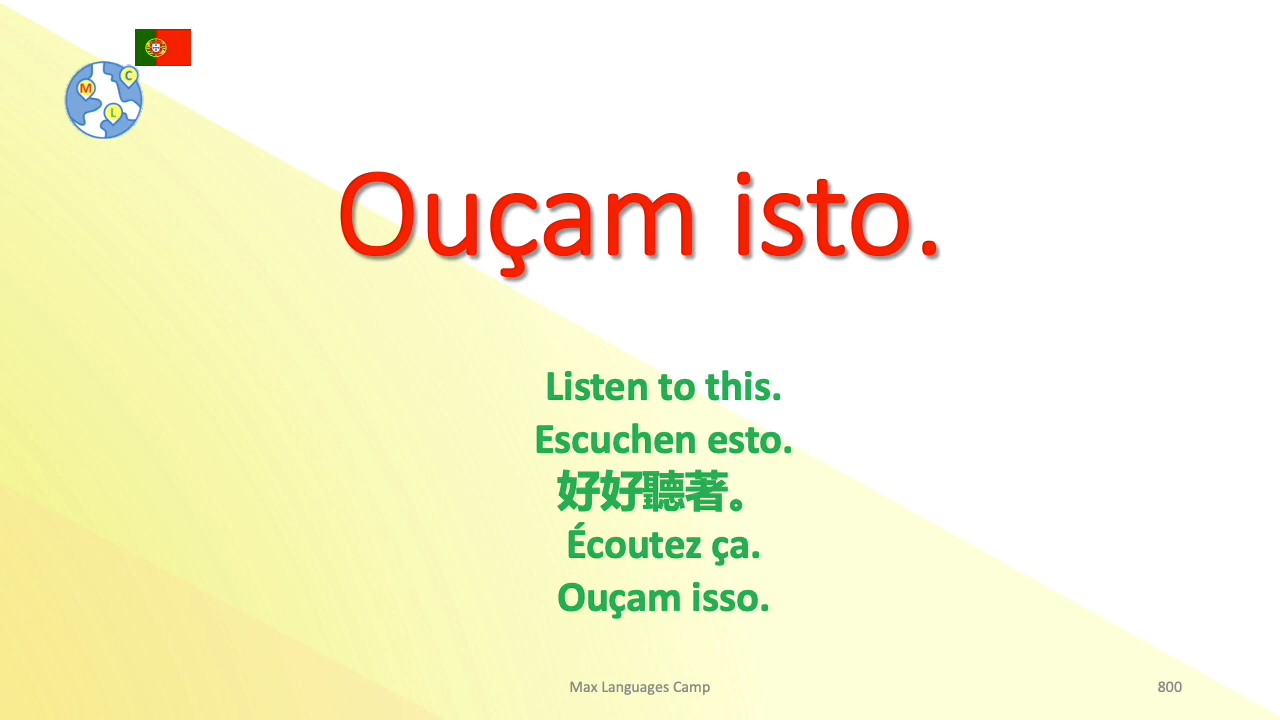 M
C
L
Ouçam isto.
Listen to this.
Escuchen esto.
好好聽著。
Écoutez ça.
Ouçam isso.
Max Languages Camp
800